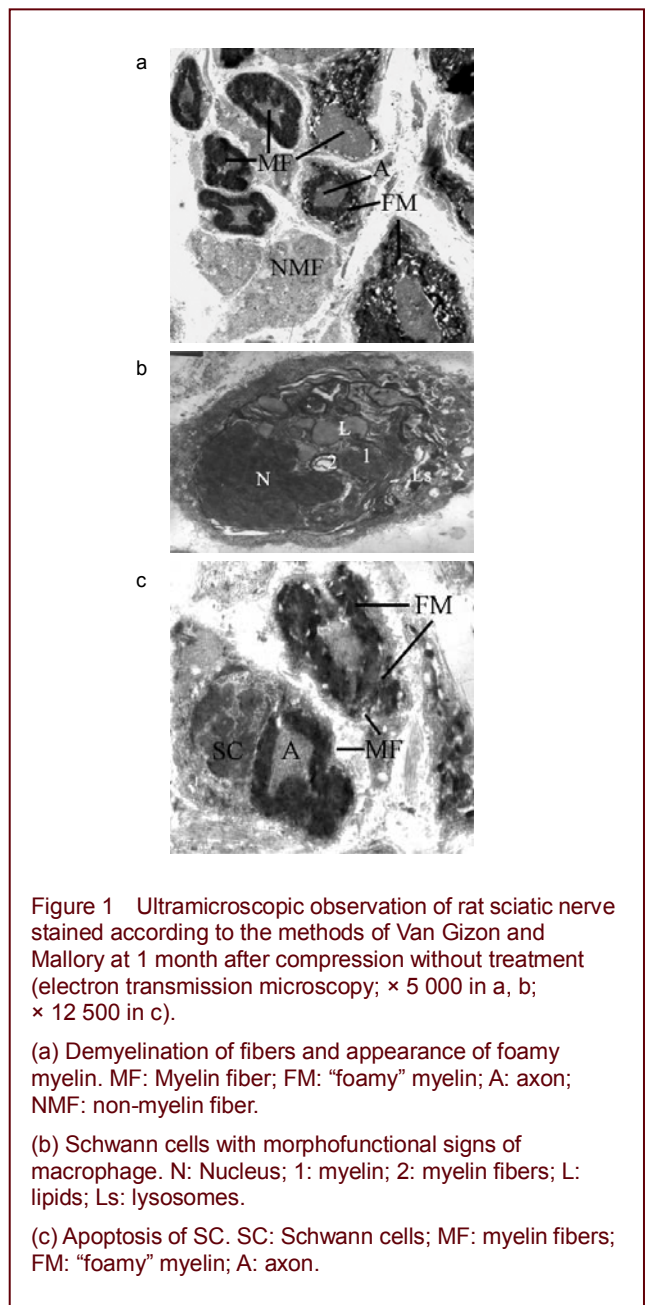 a
MF
A
FM
NMF
b
L
2
1
N
Ls
c
FM
SC
A
MF
Figure 1 Ultramicroscopic observation of rat sciatic nerve
stained according to the methods of Van Gizon and
Mallory at 1 month after compression without treatment
(electron transmission microscopy; × 5 000 in a, b;
× 12 500 in c).
(a) Demyelination of fibers and appearance of foamy
myelin. MF: Myelin fiber; FM: “foamy” myelin; A: axon;
NMF: non-myelin fiber.
(b) Schwann cells with morphofunctional signs of
macrophage. N: Nucleus; 1: myelin; 2: myelin fibers; L:
lipids; Ls: lysosomes.
(c) Apoptosis of SC. SC: Schwann cells; MF: myelin fibers;
FM: “foamy” myelin; A: axon.